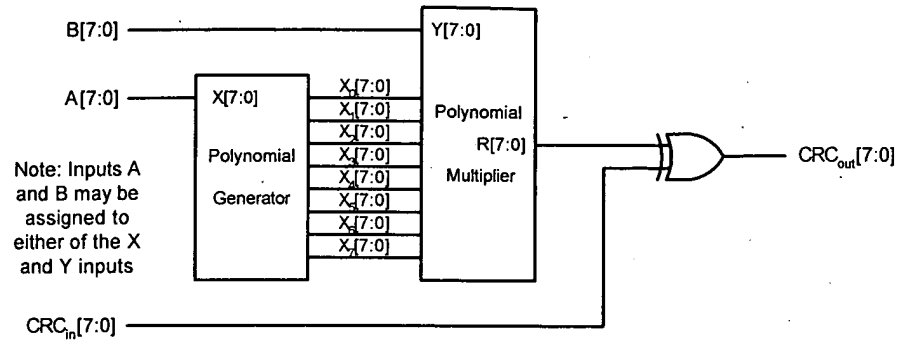 B[7:0]
Y[7:0]
A[7:0]
X[7:0]
X0[7:0]
X1[7:0]
X2[7:0]
X3[7:0]
X4[7:0]
X5[7:0]
X6[7:0]
X7[7:0]
Polynomial
Generator
Polynomial
R[7:0]
Multiplier
CRCout[7:0]
Note: Inputs A
and B may be
assigned to
either of the X
and Y inputs
CRCin[7:0]